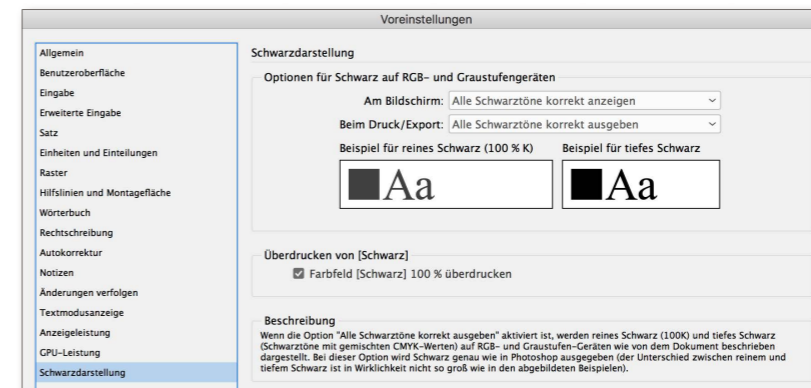 Voreinstellungen
Allgemein
Benutzeroberfläche
Eingabe
Erweiterte Eingabe
Satz
Einheiten und Einteilungen
Raster
Hilfslinien und Montagefläche
Wörterbuch
Rechtschreibung
Autokorrektur
Notizen
Änderungen verfolgen
Textmodusanzeige
Anzeigeleistung
GPU-Leistung
Schwarzdarstellung
Schwarzdarstellung
Optionen für Schwarz auf RGB- und Graustufengeräten
Am Bildschirm: Alle Schwarztöne korrekt anzeigen
Beim Druck/Export: Alle Schwarztöne korrekt ausgeben
Beispiel für reines Schwarz (100 % K) Beispiel für tiefes Schwarz
Aa Aa
Überdrucken von [Schwarz]
Farbfeld [Schwarz] 100 % überdrucken
Beschreibung
Wenn die Option "Alle Schwarztöne korrekt ausgeben" aktiviert ist, werden reines Schwarz (100K) und tiefes Schwarz
(Schwarztöne mit gemischten CMYK-Werten) auf RGB- und Graustufen-Geräten wie von dem Dokument beschrieben
dargestellt. Bei dieser Option wird Schwarz genau wie in Photoshop ausgegeben (der Unterschied zwischen reinem und
tiefem Schwarz ist in Wirklichkeit nicht so groß wie in den abgebildeten Beispielen).